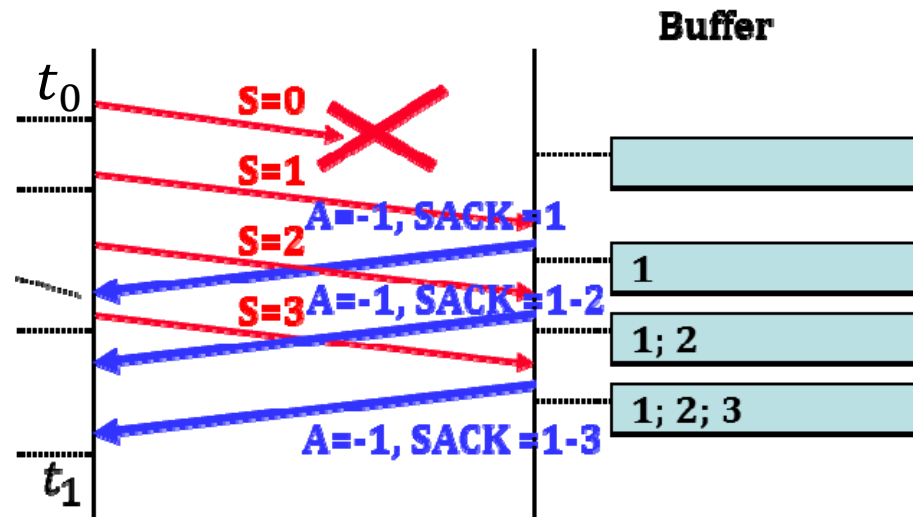 Buffer
t₀
S=0
S=1
A=-1, SACK =1
S=2
1
A=-1, SACK =1-2
S=3
1; 2
1; 2; 3
A=-1, SACK =1-3
t₁